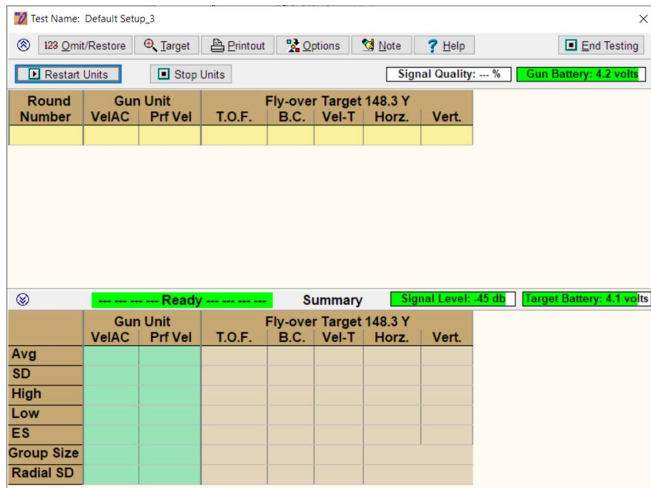 Test Name: Default Setup_3
123 Omit/Restore Target Printout Options Note Help End Testing
Restart Units Stop Units Signal Quality: --- % Gun Battery: 4.2 volts
Round Number Gun Unit Fly-over Target 148.3 Y
VelAC Prf Vel T.O.F. B.C. Vel-T Horz. Vert.
--- --- --- --- Ready --- --- --- --- Summary Signal Level: -45 db Target Battery: 4.1 volts
Gun Unit Fly-over Target 148.3 Y
VelAC Prf Vel T.O.F. B.C. Vel-T Horz. Vert.
Avg
SD
High
Low
ES
Group Size
Radial SD